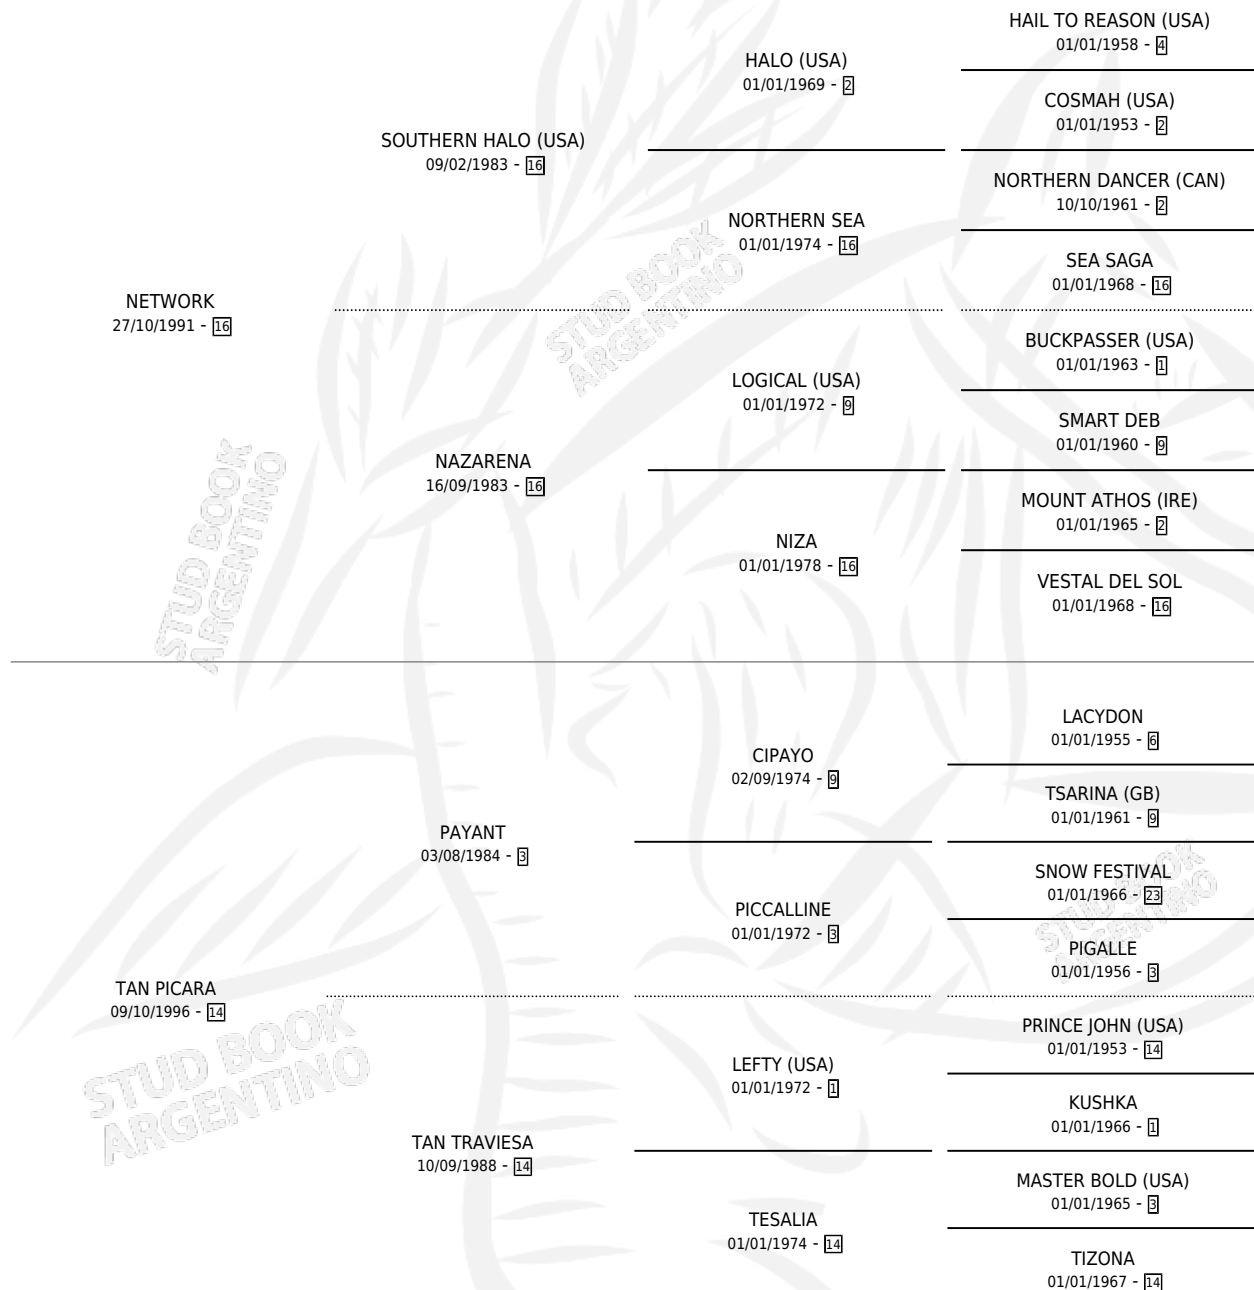 HAIL TO REASON (USA)
01/01/1958 - 4
HALO (USA)
01/01/1969 - 2
COSMAH (USA)
01/01/1953 - 2
SOUTHERN HALO (USA)
09/02/1983 - 16
NORTHERN DANCER (CAN)
10/10/1961 - 2
NORTHERN SEA
01/01/1974 - 16
SEA SAGA
01/01/1968 - 16
NETWORK
27/10/1991 - 16
BUCKPASSER (USA)
01/01/1963 - 1
LOGICAL (USA)
01/01/1972 - 9
SMART DEB
01/01/1960 - 9
NAZARENA
16/09/1983 - 16
MOUNT ATHOS (IRE)
01/01/1965 - 2
NIZA
01/01/1978 - 16
VESTAL DEL SOL
01/01/1968 - 16
LACYDON
01/01/1955 - 6
CIPAYO
02/09/1974 - 9
TSARINA (GB)
01/01/1961 - 9
PAYANT
03/08/1984 - 3
SNOW FESTIVAL
01/01/1966 - 23
PICCALLINE
01/01/1972 - 3
PIGALLE
01/01/1956 - 3
TAN PICARA
09/10/1996 - 14
PRINCE JOHN (USA)
01/01/1953 - 14
LEFTY (USA)
01/01/1972 - 1
KUSHKA
01/01/1966 - 1
TAN TRAVIESA
10/09/1988 - 14
MASTER BOLD (USA)
01/01/1965 - 3
TESALIA
01/01/1974 - 14
TIZONA
01/01/1967 - 14
STUD BOOK
ARGENTINO
STUD BOOK
ARGENTINO
STUD BOOK
ARGENTINO
STUD BOOK
ARGENTINO